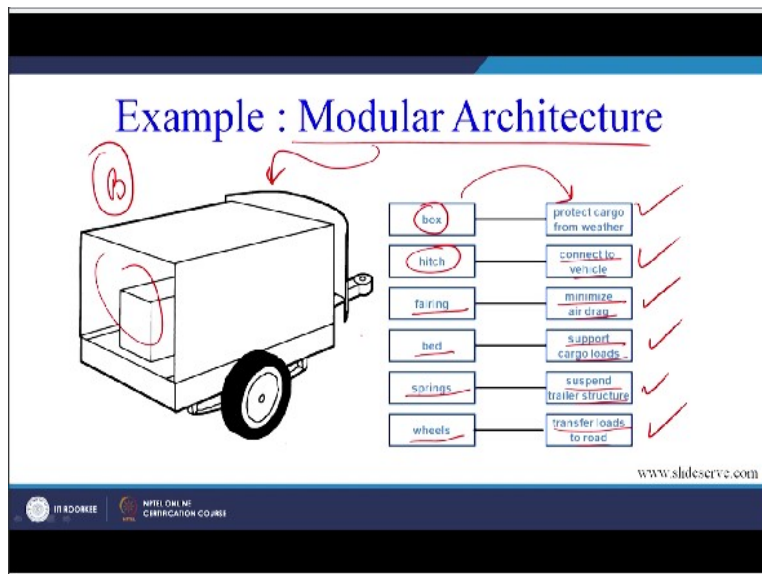 Example : Modular Architecture
B
box
protect cargo
from weather
hitch
connect to
vehicle
fairing
minimize
air drag
bed
support
cargo loads
springs
suspend
trailer structure
wheels
transfer loads
to road
www.slideserve.com
IIT ROORKEE
NPTEL ONLINE
CERTIFICATION COURSE